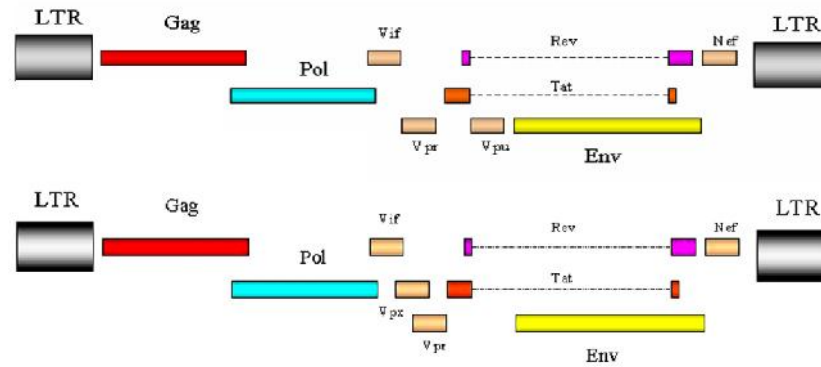 LTR
Gag
Vif
Rev
Nef
LTR
Pol
Tat
Vpr
Vpu
Env
LTR
Gag
Vif
Rev
Nef
LTR
Pol
Tat
Vpx
Vpr
Env